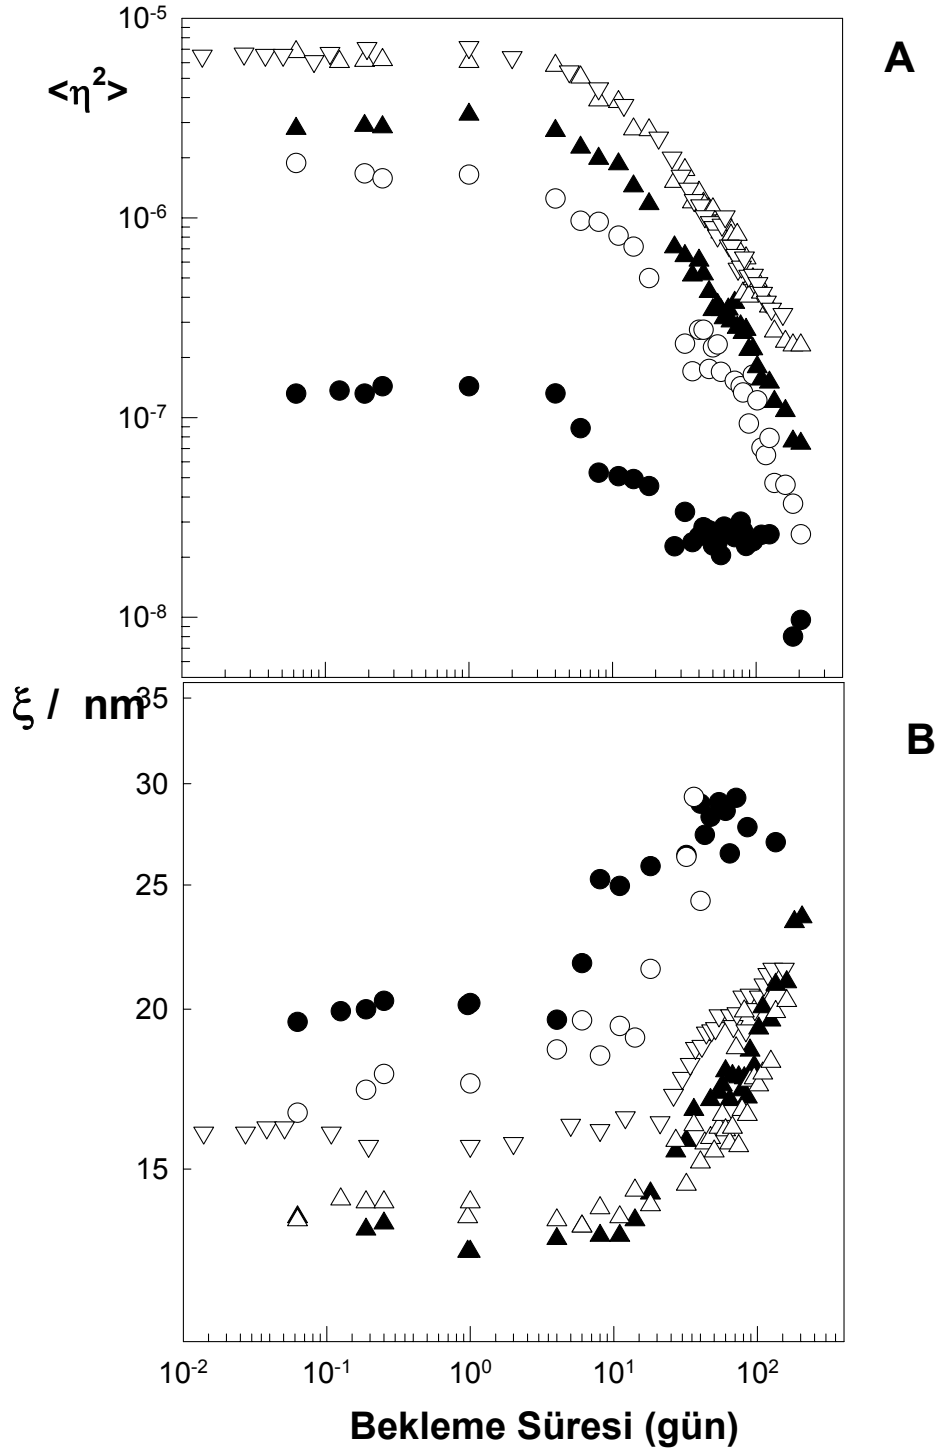 10⁻⁵
A
<η²>
10⁻⁶
10⁻⁷
10⁻⁸
ξ / nm
35
B
30
25
20
15
10⁻² 10⁻¹ 10⁰ 10¹ 10²
Bekleme Süresi (gün)